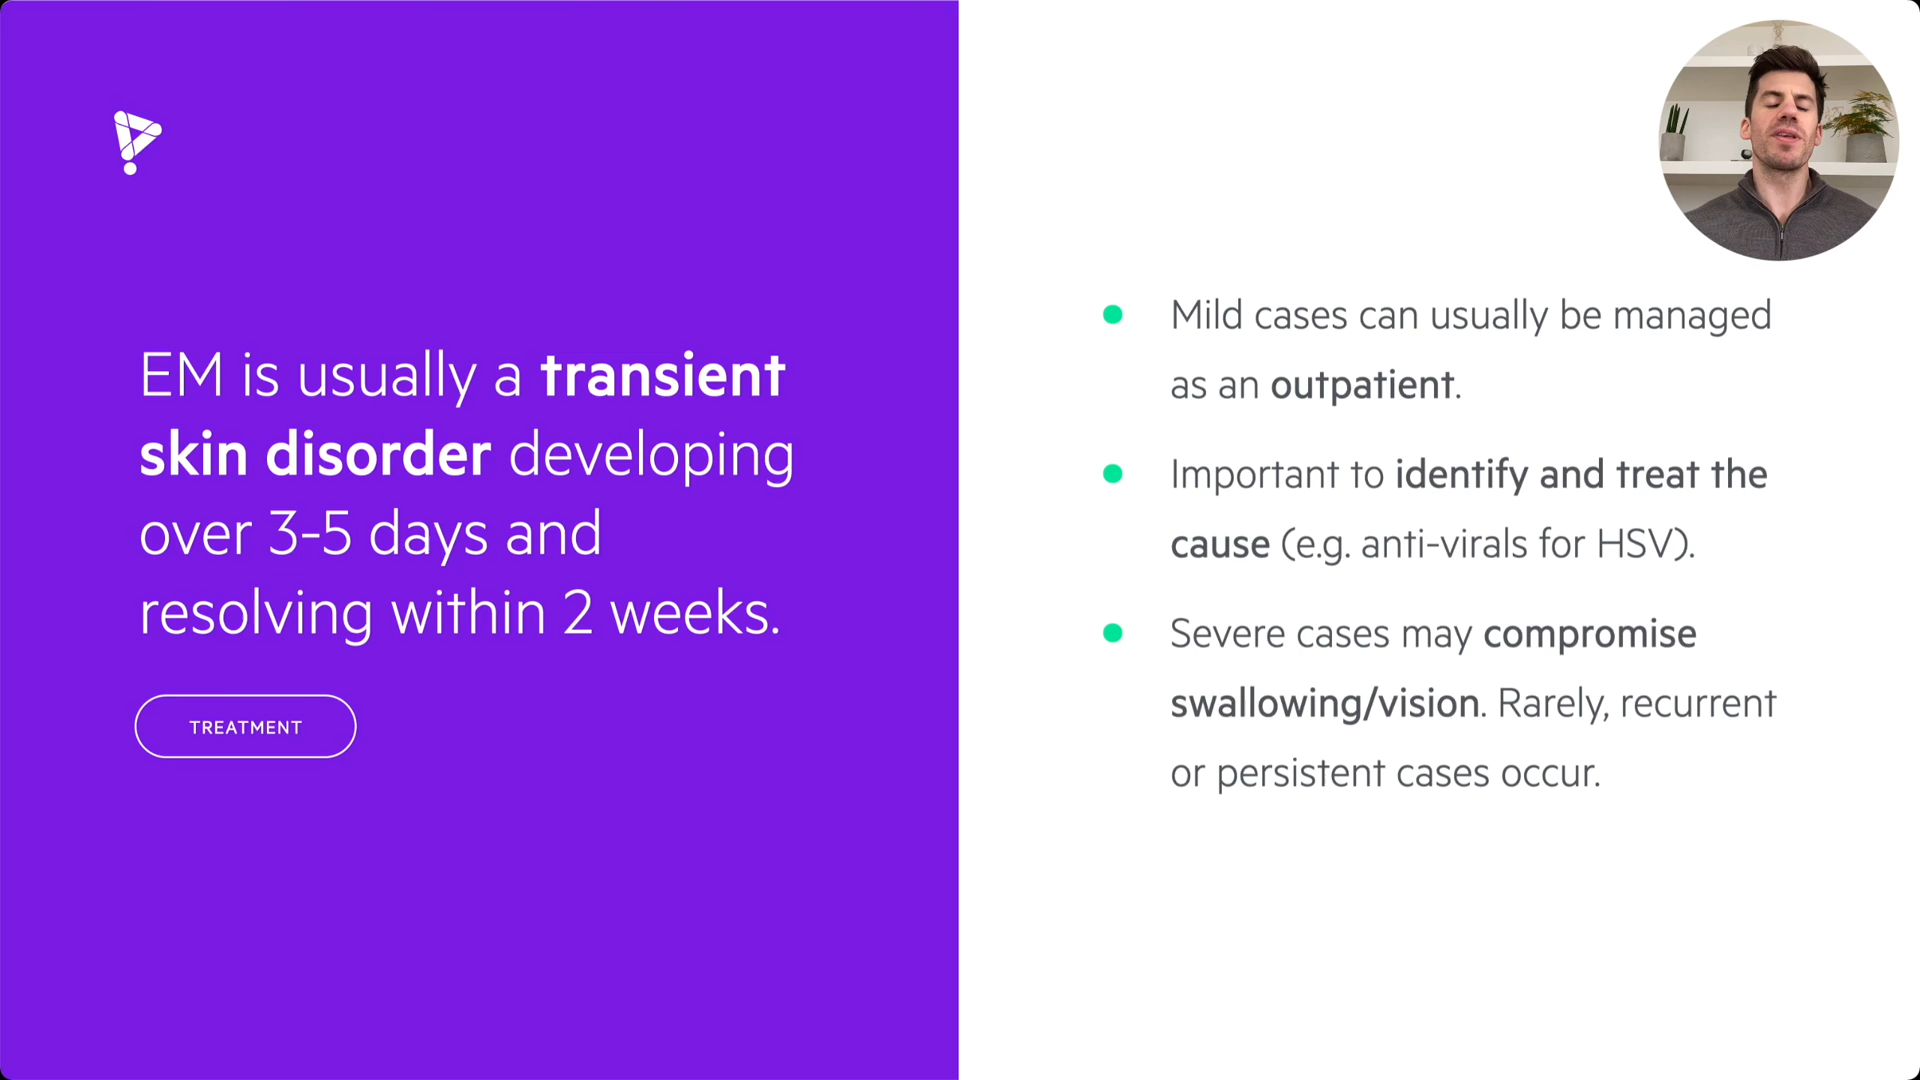 EM is usually a transient
skin disorder developing
over 3-5 days and
resolving within 2 weeks.
TREATMENT
Mild cases can usually be managed
as an outpatient.
Important to identify and treat the
cause (e.g. anti-virals for HSV).
Severe cases may compromise
swallowing/vision. Rarely, recurrent
or persistent cases occur.